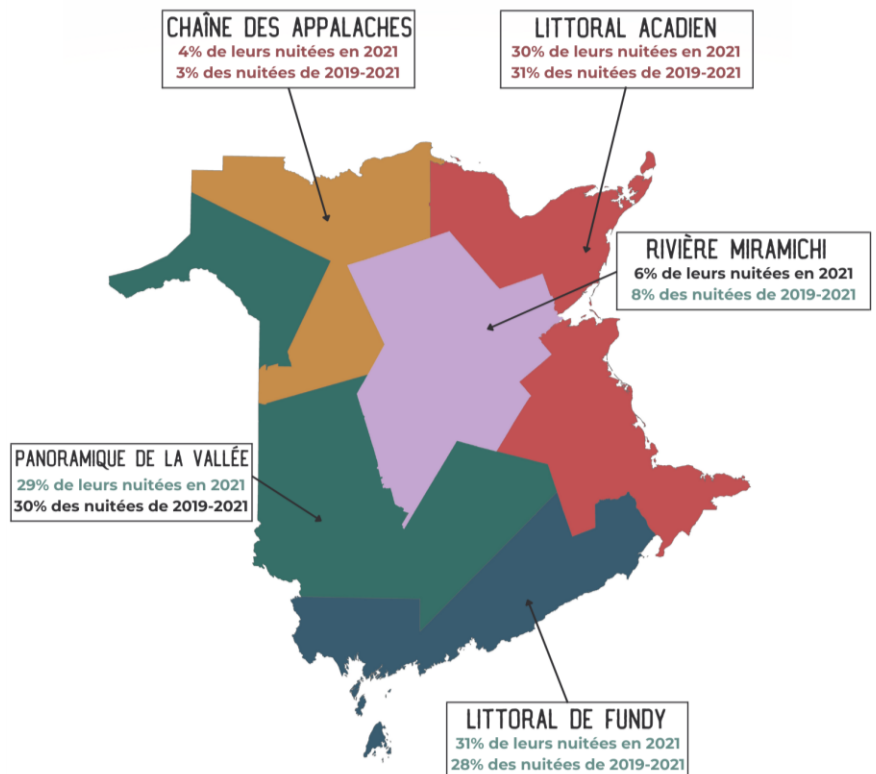 CHAÎNE DES APPALACHES
4% de leurs nuitées en 2021
3% des nuitées de 2019-2021
LITTORAL ACADIEN
30% de leurs nuitées en 2021
31% des nuitées de 2019-2021
RIVIÈRE MIRAMICHI
6% de leurs nuitées en 2021
8% des nuitées de 2019-2021
PANORAMIQUE DE LA VALLÉE
29% de leurs nuitées en 2021
30% des nuitées de 2019-2021
LITTORAL DE FUNDY
31% de leurs nuitées en 2021
28% des nuitées de 2019-2021